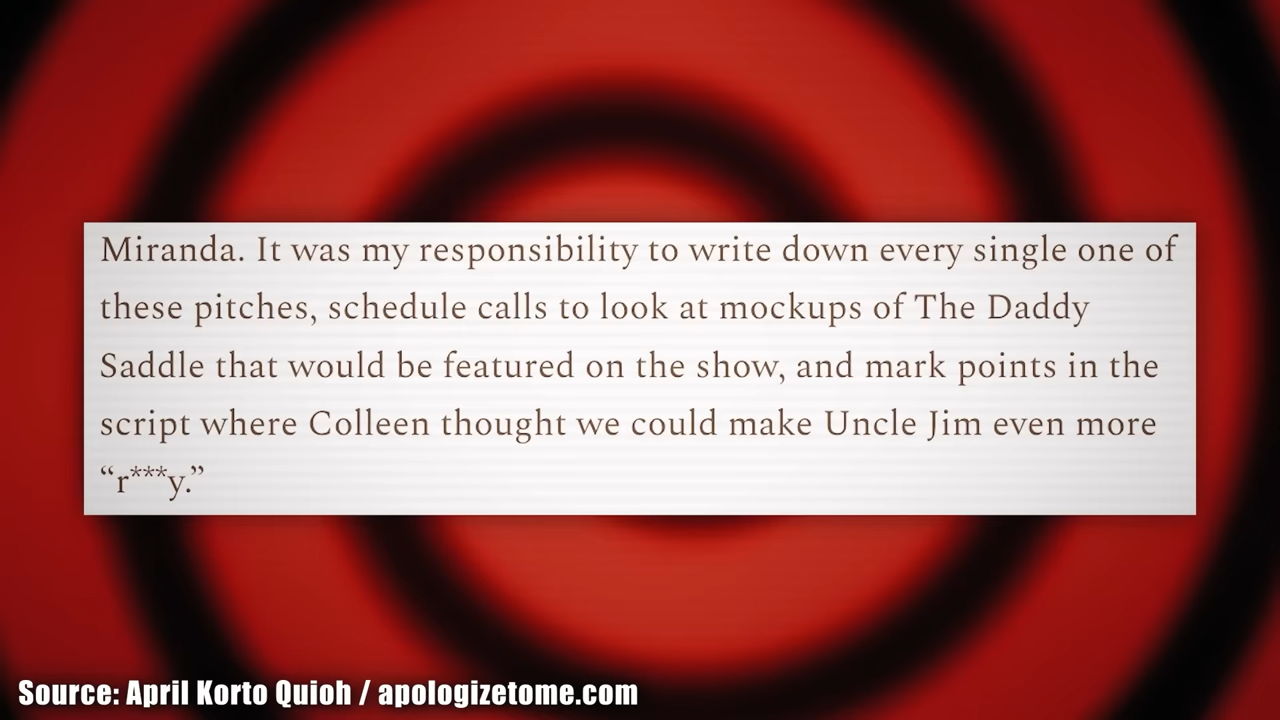 Miranda. It was my responsibility to write down every single one of
these pitches, schedule calls to look at mockups of The Daddy
Saddle that would be featured on the show, and mark points in the
script where Colleen thought we could make Uncle Jim even more
“r***y.”
Source: April Korto Quioh / apologizetome.com